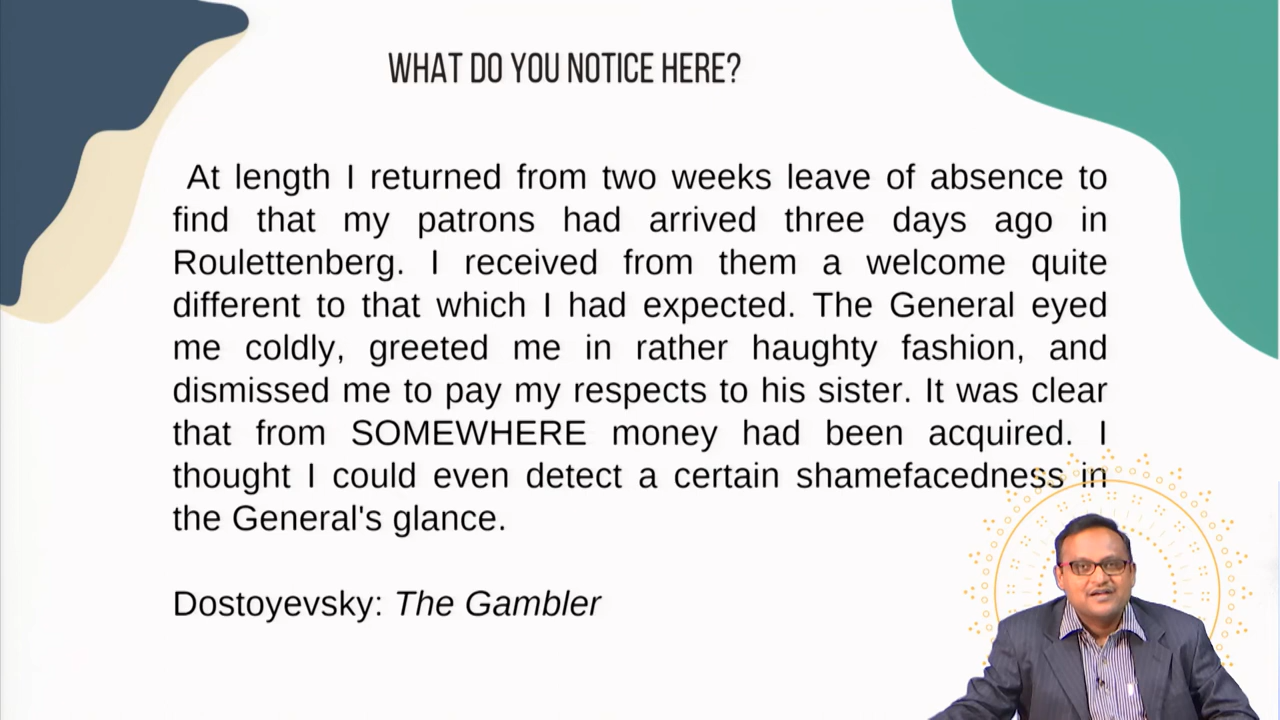 WHAT DO YOU NOTICE HERE?
At length I returned from two weeks leave of absence to
find that my patrons had arrived three days ago in
Roulettenberg. I received from them a welcome quite
different to that which I had expected. The General eyed
me coldly, greeted me in rather haughty fashion, and
dismissed me to pay my respects to his sister. It was clear
that from SOMEWHERE money had been acquired. I
thought I could even detect a certain shamefacedness in
the General's glance.
Dostoyevsky: The Gambler